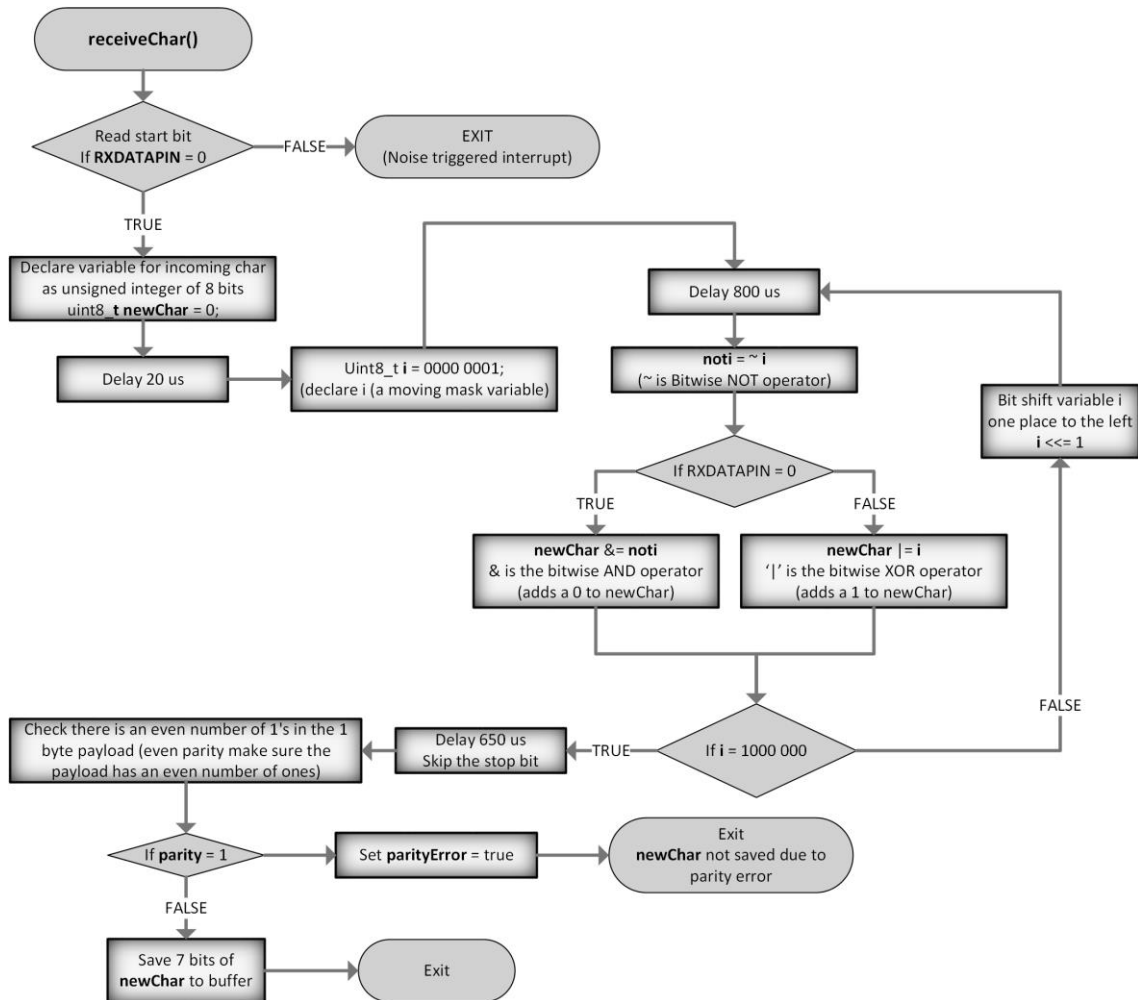 receiveChar()
Read start bit
If RXDATAPIN = 0
FALSE
EXIT
(Noise triggered interrupt)
TRUE
Declare variable for incoming char
as unsigned integer of 8 bits
uint8_t newChar = 0;
Delay 20 us
Uint8_t i = 0000 0001;
(declare i (a moving mask variable)
Delay 800 us
noti = ~ i
(~ is Bitwise NOT operator)
Bit shift variable i
one place to the left
i <<= 1
If RXDATAPIN = 0
TRUE
FALSE
newChar &= noti
& is the bitwise AND operator
(adds a 0 to newChar)
newChar |= i
‘|’ is the bitwise XOR operator
(adds a 1 to newChar)
FALSE
If i = 1000 000
TRUE
Delay 650 us
Skip the stop bit
Check there is an even number of 1's in the 1
byte payload (even parity make sure the
payload has an even number of ones)
If parity = 1
Set parityError = true
Exit
newChar not saved due to
parity error
FALSE
Save 7 bits of
newChar to buffer
Exit